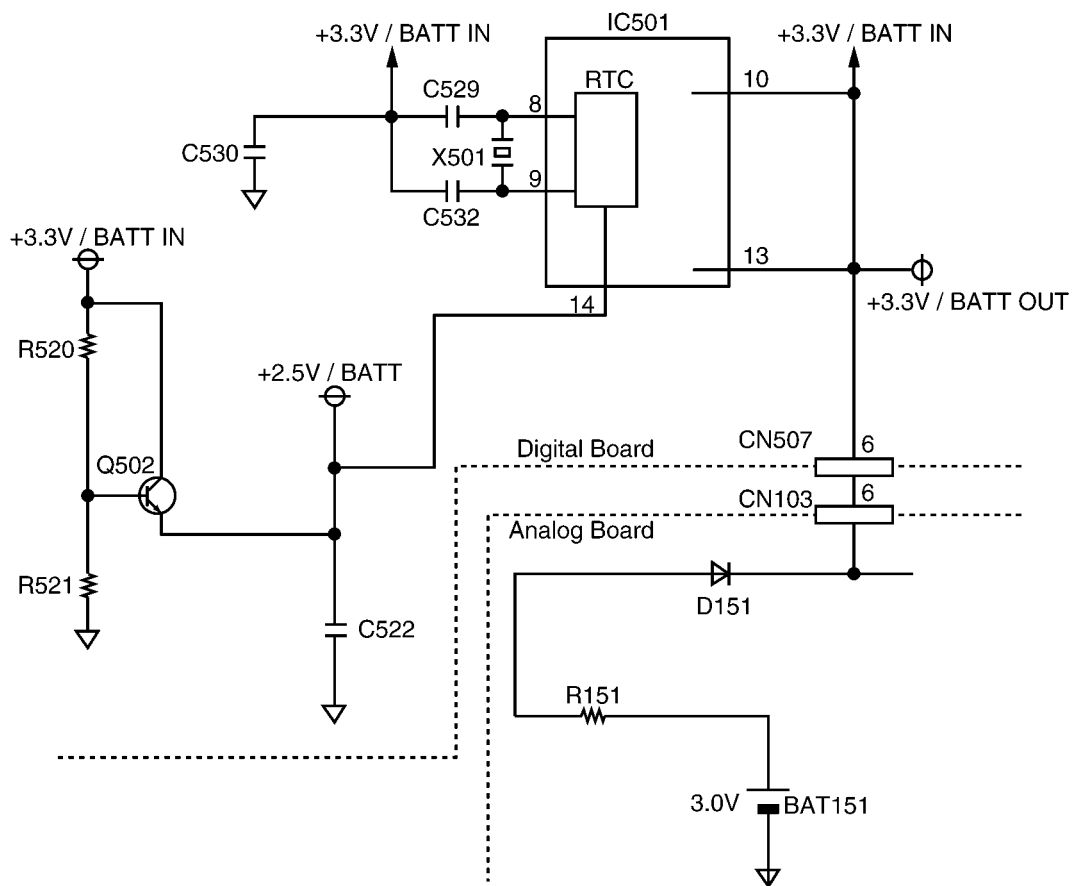 IC501
+3.3V / BATT IN
+3.3V / BATT IN
RTC
10
C529
8
C530
X501
9
C532
+3.3V / BATT IN
13
14
+3.3V / BATT OUT
R520
+2.5V / BATT
CN507
6
Digital Board
Q502
CN103
6
Analog Board
R521
D151
C522
R151
3.0V
BAT151